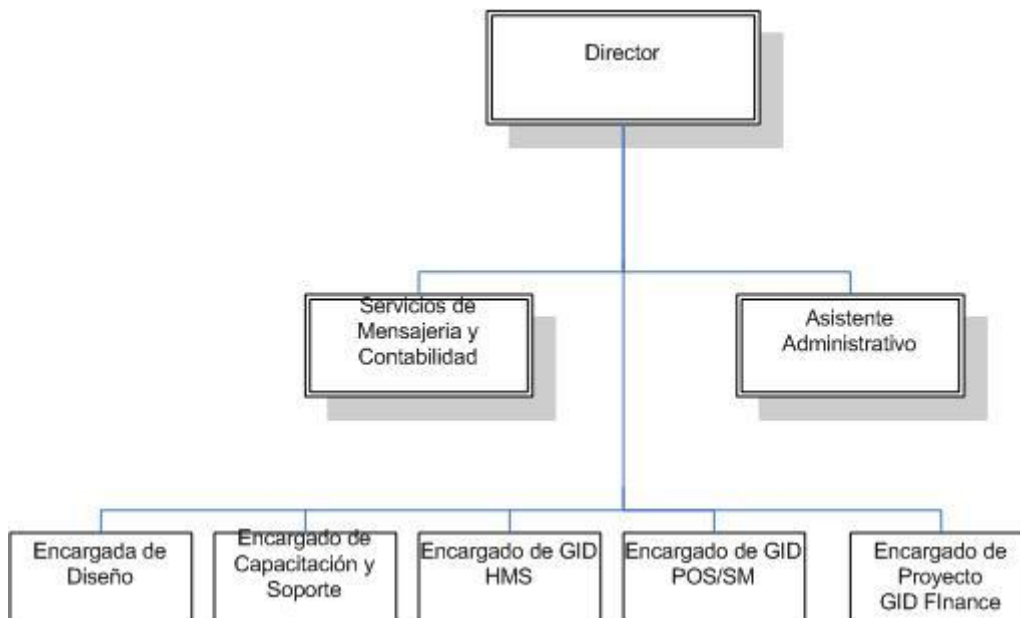 Director
Servicios de
Mensajeria y
Contabilidad
Asistente
Administrativo
Encargada de
Diseño
Encargado de
Capacitación y
Soporte
Encargado de GID
HMS
Encargado de GID
POS/SM
Encargado de
Proyecto
GID FInance